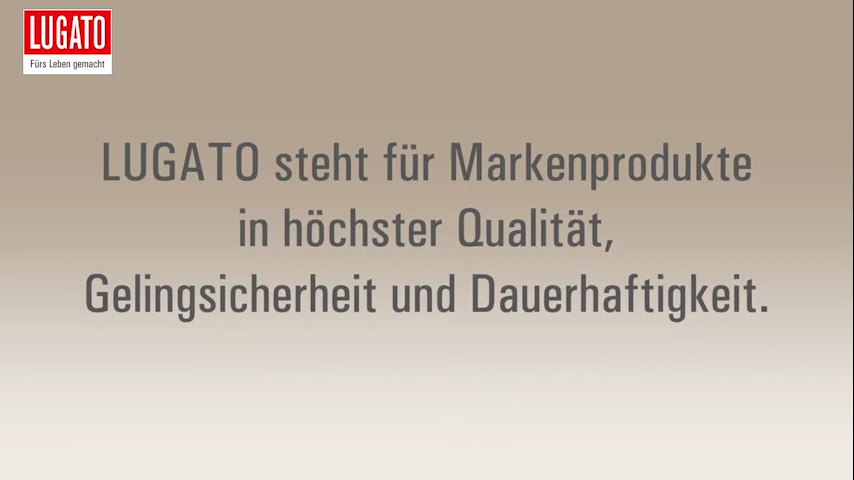 LUGATO
Fürs Leben gemacht
LUGATO steht für Markenprodukte
in höchster Qualität,
Gelingsicherheit und Dauerhaftigkeit.